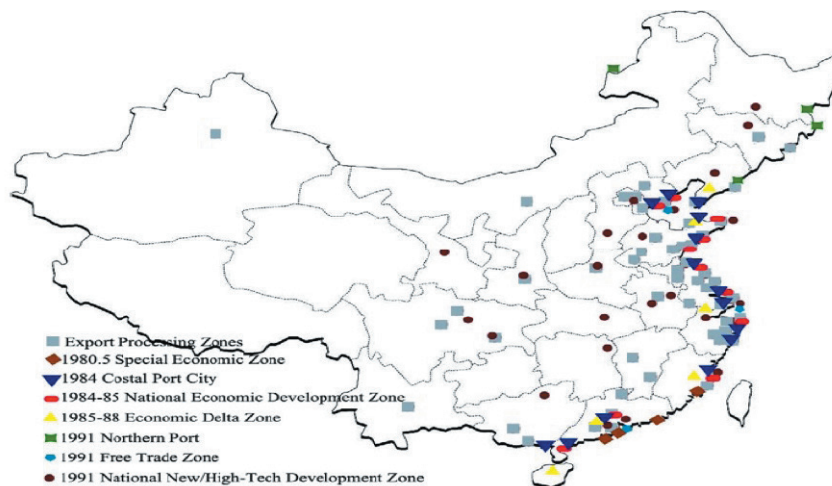 Export Processing Zones
1980.5 Special Economic Zone
1984 Costal Port City
1984-85 National Economic Development Zone
1985-88 Economic Delta Zone
1991 Northern Port
1991 Free Trade Zone
1991 National New/High-Tech Development Zone